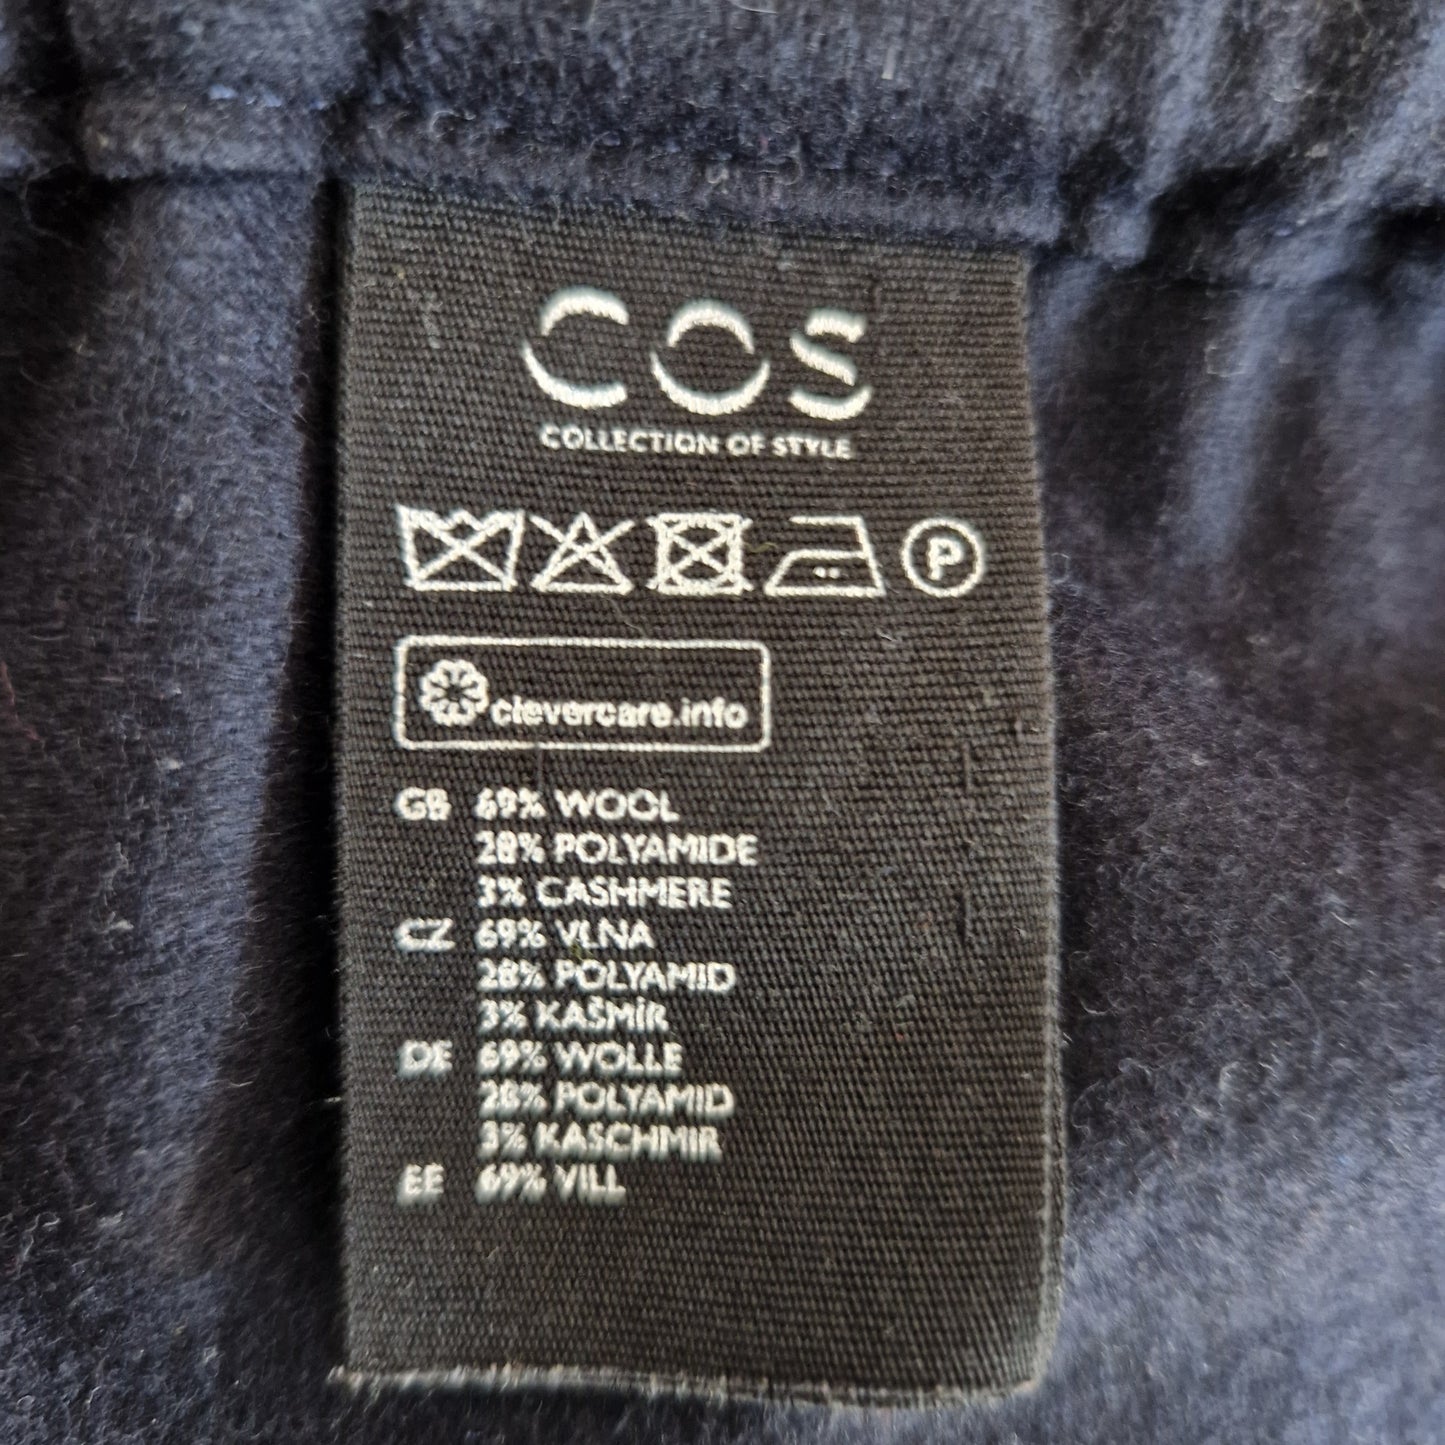 COS
COLLECTION OF STYLE
P
clevercare.info
GB 69% WOOL
28% POLYAMIDE
3% CASHMERE
CZ 69% VLNA
28% POLYAMID
3% KAŠMÍR
DE 69% WOLLE
28% POLYAMID
3% KASCHMIR
EE 69% VILL